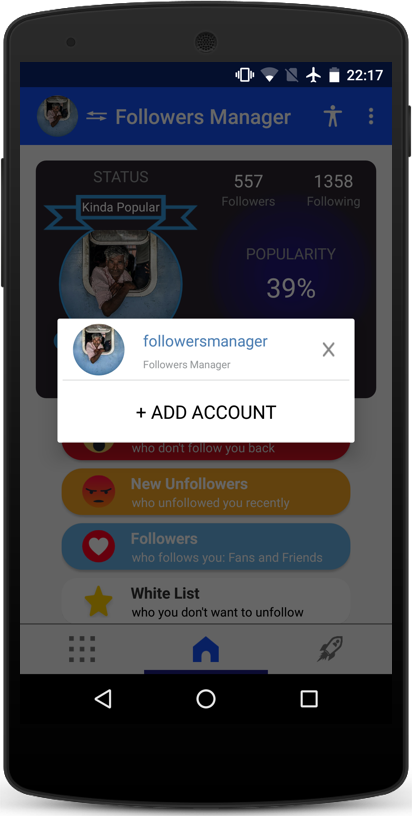 22:17
Followers Manager
STATUS
Kinda Popular
557
Followers
1358
Following
POPULARITY
39%
followersmanager
Followers Manager
X
+ ADD ACCOUNT
who don't follow you back
New Unfollowers
who unfollowed you recently
Followers
who follows you: Fans and Friends
White List
who you don't want to unfollow